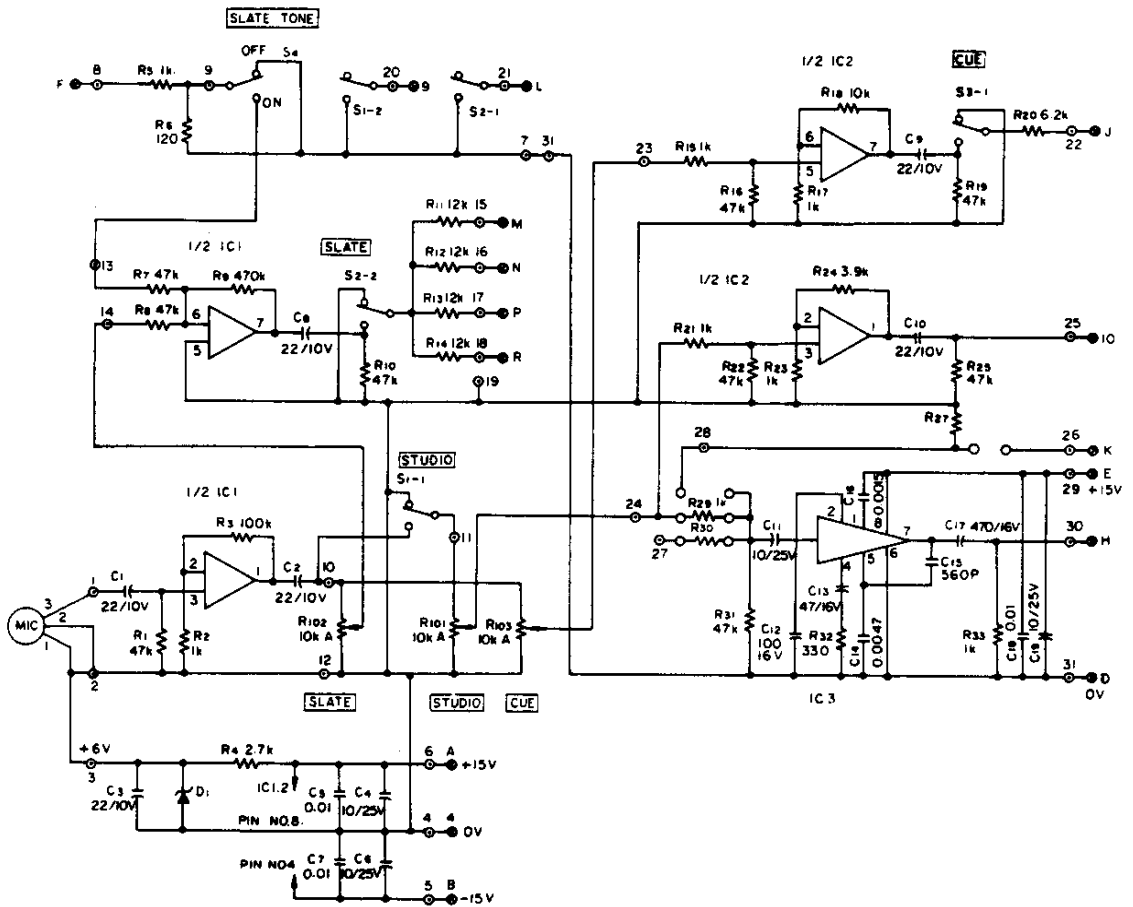 SLATE TONE
OFF S4
F 8 R5 1k 9
ON
R6 120
20 9
S1-2
21 L
S2-1
7 31
1/2 IC2
R18 10k
CUE
S3-1
R20 6.2k
J
22
23 R15 1k
6
5
7
C9
22/10V
R16 47k
R17 1k
R19 47k
R11 12k 15
M
R12 12k 16
N
R13 12k 17
P
R14 12k 18
R
19
1/2 IC1
SLATE
S2-2
13
R7 47k
R9 470k
14
R8 47k
6
5
7
C8
22/10V
R10 47k
1/2 IC2
R24 3.9k
R21 1k
2
3
1
C10
22/10V
25
10
R22 47k
R23 1k
R25 47k
R27
28
26
K
E
29 +15V
STUDIO
S1-1
11
24
R29 1k
R30
27
C11
10/25V
2
1
8
7
4
5
6
C16 0.0015
C17 470/16V
30
H
C15
560P
C13
47/16V
R31 47k
C12 100 16V
R32 330
C14 0.0047
R33 1k
C18 0.01
C19 10/25V
31
D
0V
IC3
1/2 IC1
R3 100k
MIC
3
2
1
1
C1
22/10V
2
3
1
C2
22/10V
10
R1 47k
R2 1k
R102 10k A
R101 10k A
R103 10k A
2
12
SLATE
STUDIO
CUE
+6V
3
R4 2.7k
6 A
+15V
IC1.2
C3
22/10V
D1
C5
0.01
C4
10/25V
PIN NO.8.
4 4
0V
PIN NO4
C7
0.01
C6
10/25V
5 B
-15V